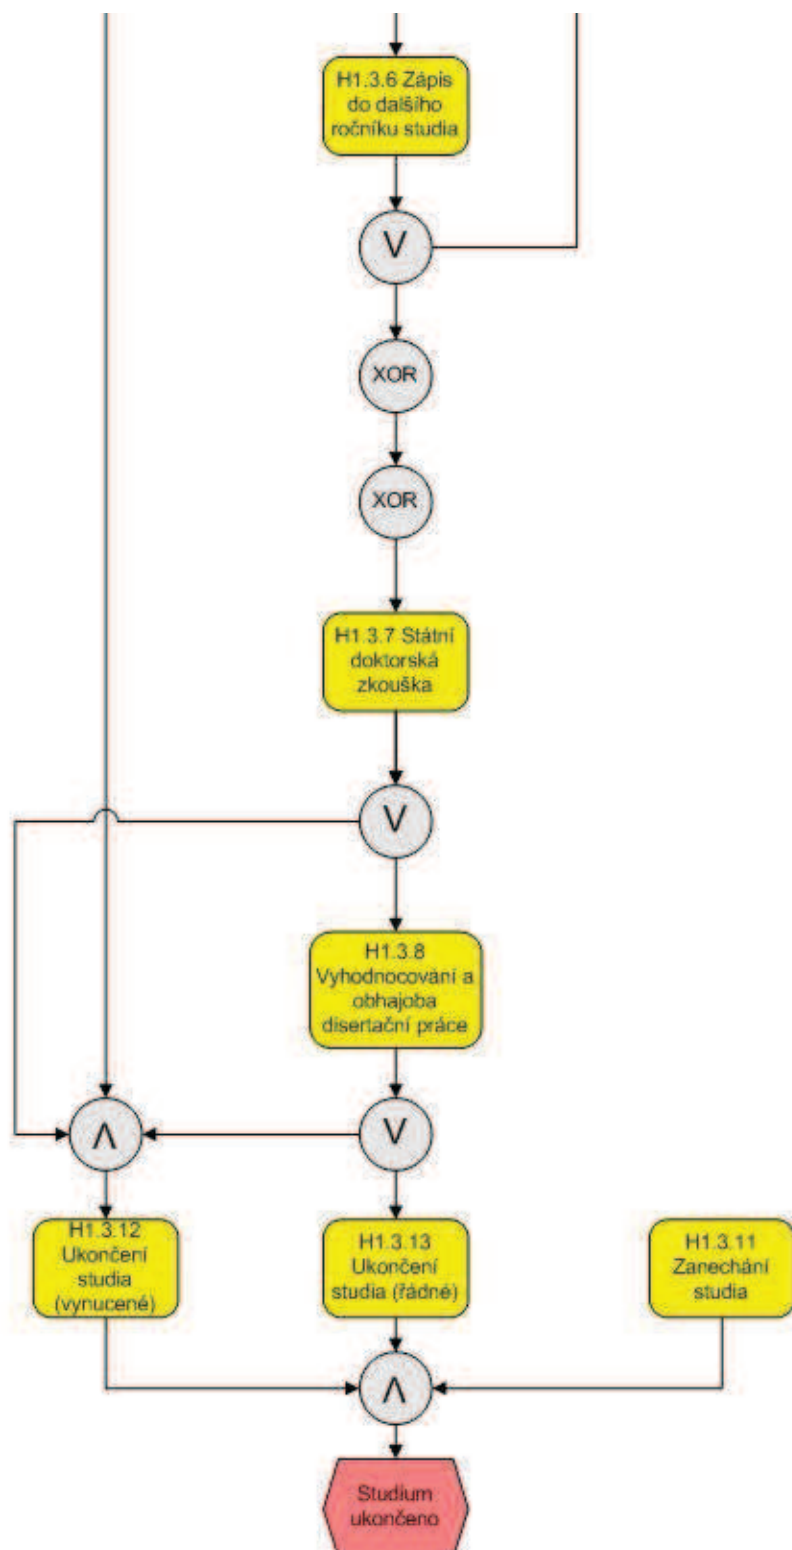 H1.3.6 Zápis
do dalšího
ročníku studia
V
XOR
XOR
H1.3.7 Státní
doktorská
zkouška
V
H1.3.8
Vyhodnocování a
obhajoba
disertační práce
Λ
V
H1.3.12
Ukončení
studia
(vynucené)
H1.3.13
Ukončení
studia (řádné)
H1.3.11
Zanechání
studia
Λ
Studium
ukončeno